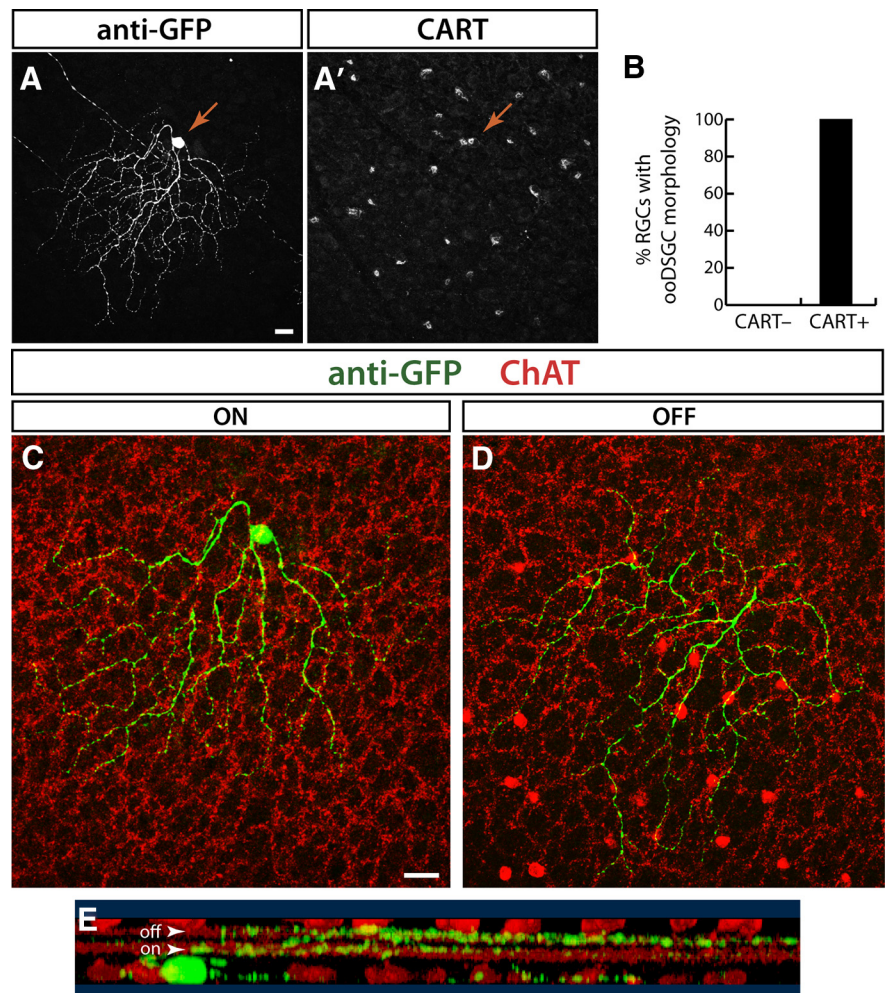 anti-GFP
CART
A
A′
B
% RGCs with
ooDSGC morphology
100
80
60
40
20
0
CART–
CART+
anti-GFP ChAT
ON
OFF
C
D
E
off
on